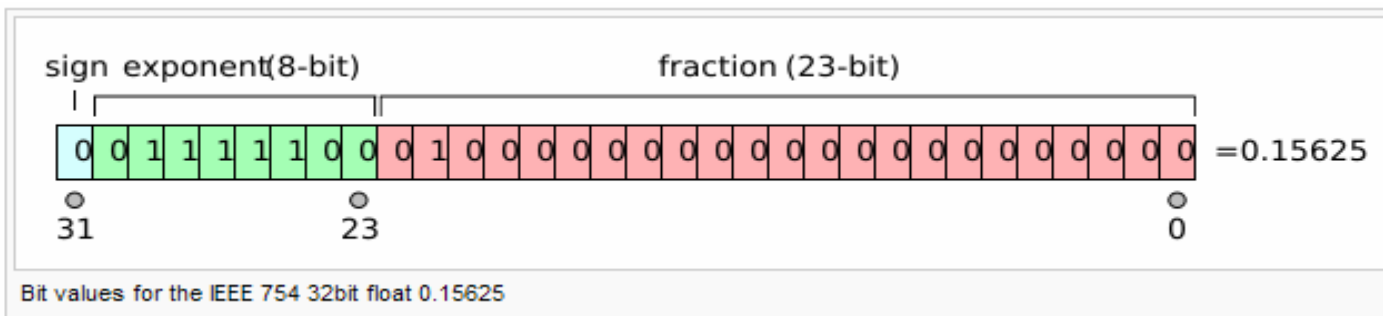 sign exponent(8-bit) fraction (23-bit)
0 0 1 1 1 1 1 0 0 0 1 0 0 0 0 0 0 0 0 0 0 0 0 0 0 0 0 0 0 0 0 0 =0.15625
31 23 0
Bit values for the IEEE 754 32bit float 0.15625